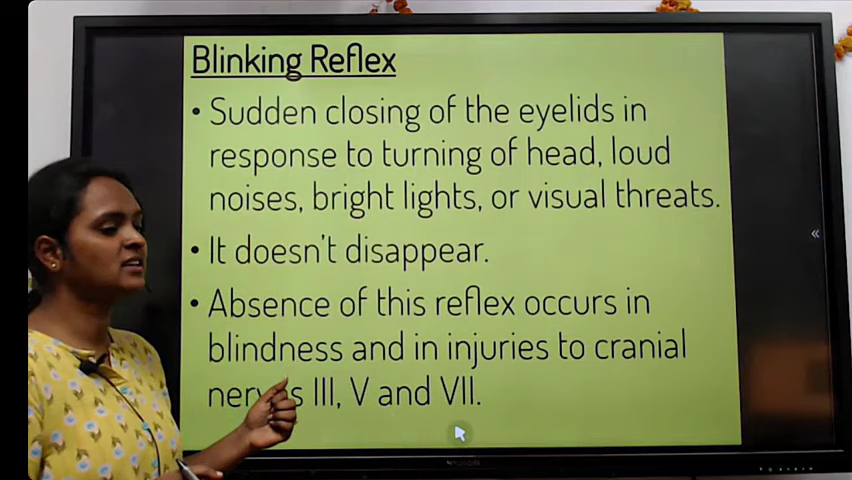 Blinking Reflex
• Sudden closing of the eyelids in
response to turning of head, loud
noises, bright lights, or visual threats.
• It doesn't disappear.
• Absence of this reflex occurs in
blindness and in injuries to cranial
nerves III, V and VII.